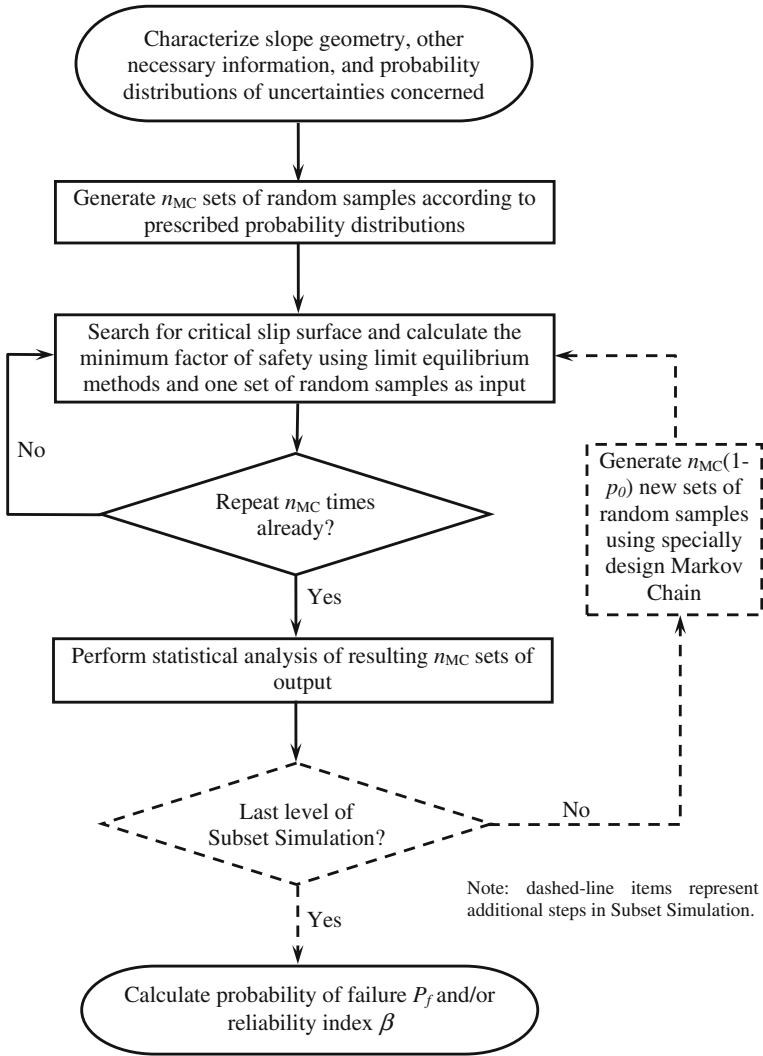 Characterize slope geometry, other
necessary information, and probability
distributions of uncertainties concerned
Generate nMC sets of random samples according to
prescribed probability distributions
Search for critical slip surface and calculate the
minimum factor of safety using limit equilibrium
methods and one set of random samples as input
No
Repeat nMC times
already?
Yes
Generate nMC(1-
p0) new sets of
random samples
using specially
design Markov
Chain
Perform statistical analysis of resulting nMC sets of
output
Last level of
Subset Simulation?
No
Yes
Note: dashed-line items represent
additional steps in Subset Simulation.
Calculate probability of failure Pf and/or
reliability index β